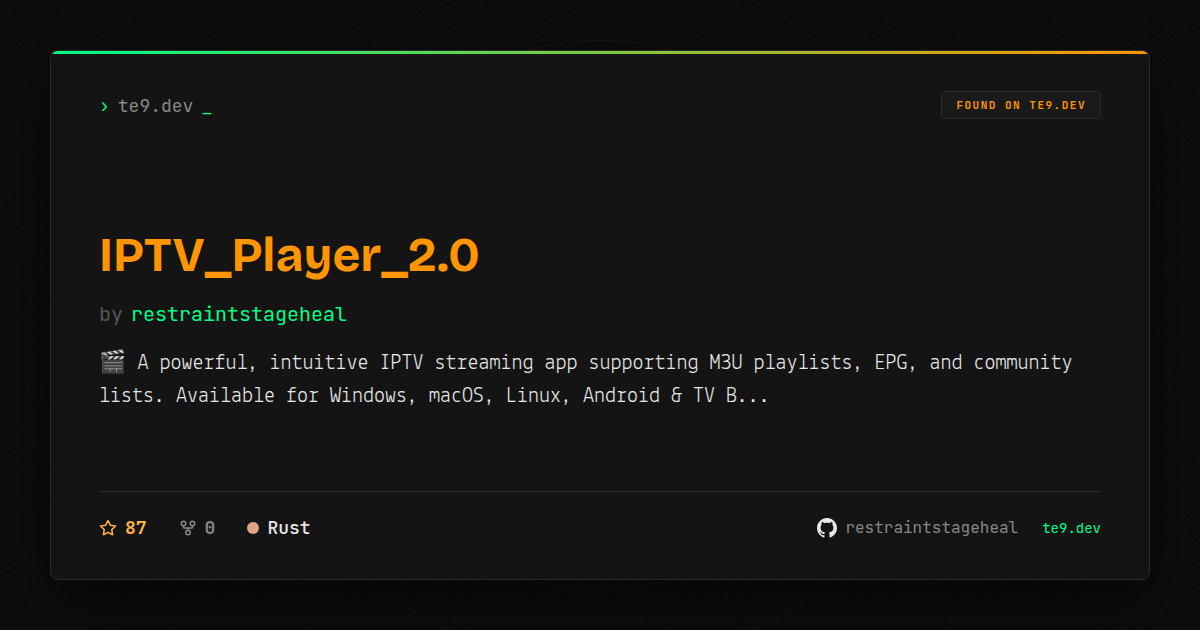 › te9.dev _
FOUND ON TE9.DEV
IPTV_Player_2.0
by restraintstageheal
🎬 A powerful, intuitive IPTV streaming app supporting M3U playlists, EPG, and community
lists. Available for Windows, macOS, Linux, Android & TV B...
87 0 Rust
restraintstageheal te9.dev